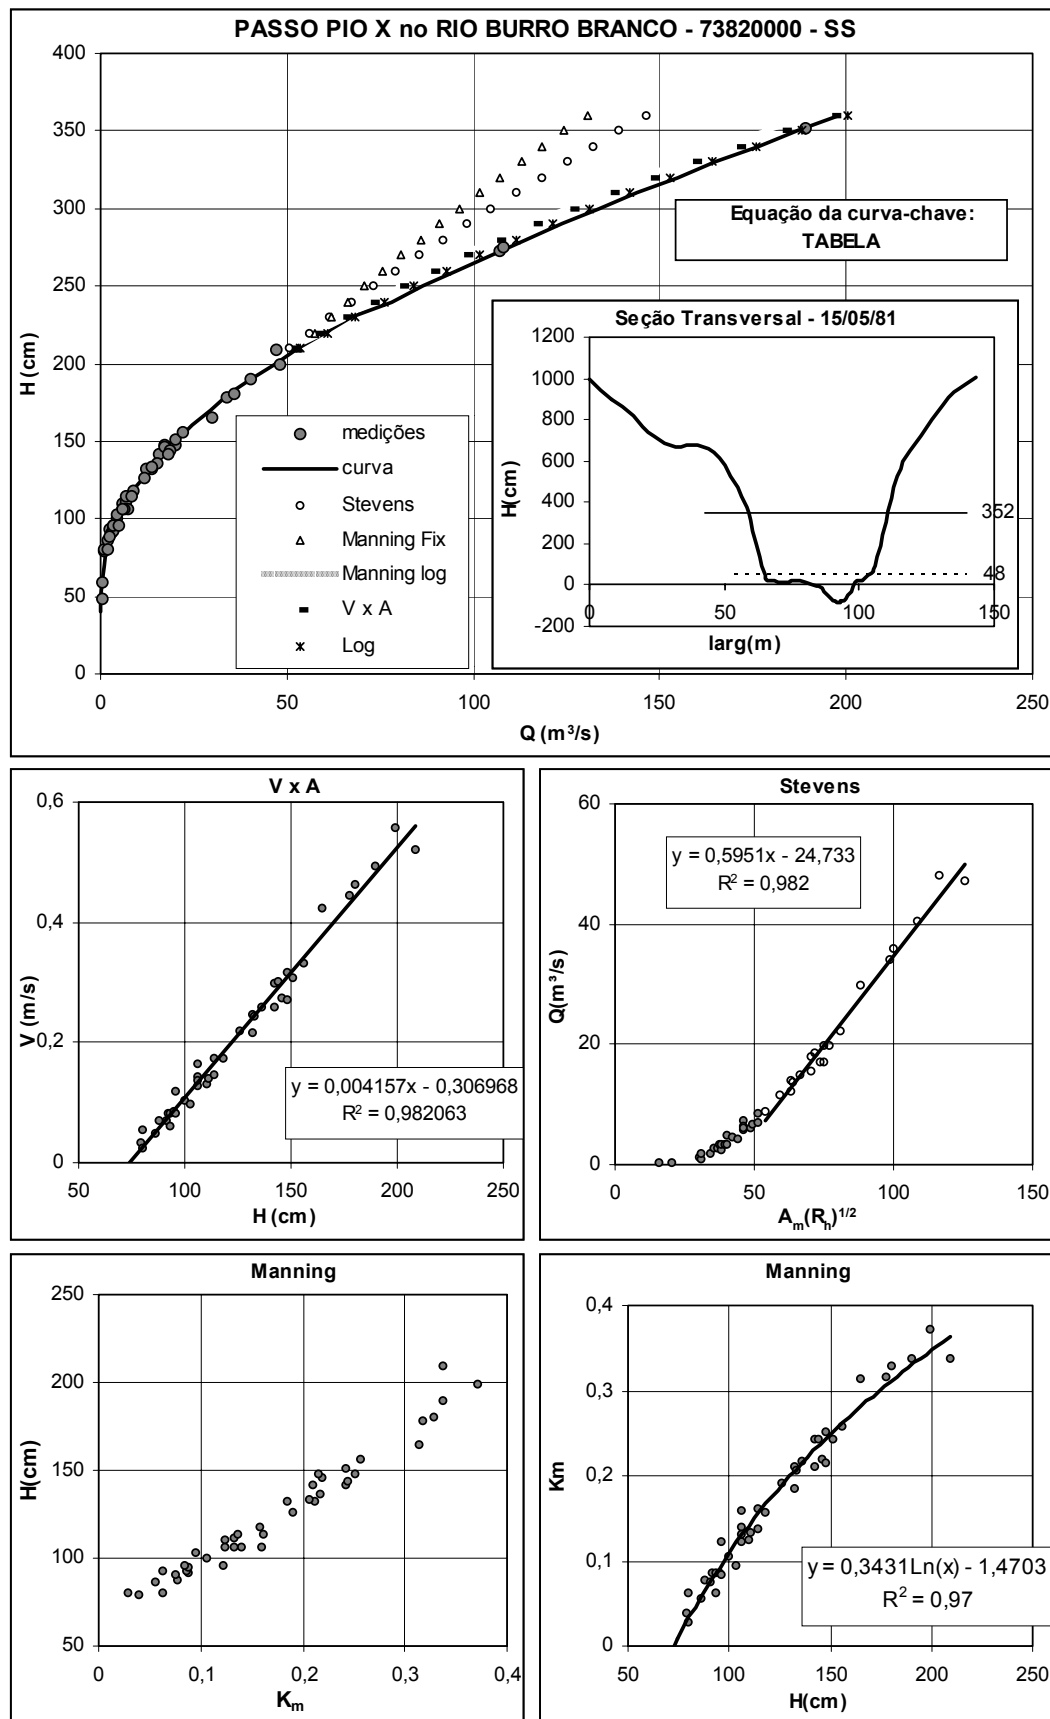 PASSO PIO X no RIO BURRO BRANCO - 73820000 - SS
400
350
300
250
200
150
100
50
0
H (cm)
0 50 100 150 200 250
Q (m³/s)
Equação da curva-chave:
TABELA
medições
curva
Stevens
Manning Fix
Manning log
V x A
Log
Seção Transversal - 15/05/81
1200
1000
800
600
400
200
0
-200
H(cm)
352
48
0 50 100 150
larg(m)
V x A
0,6
0,4
0,2
0
V (m/s)
y = 0,004157x - 0,306968
R² = 0,982063
50 100 150 200 250
H (cm)
Stevens
60
40
20
0
Q(m³/s)
y = 0,5951x - 24,733
R² = 0,982
0 50 100 150
Aₘ(Rₕ)^1/2
Manning
250
200
150
100
50
H(cm)
0 0,1 0,2 0,3 0,4
Kₘ
Manning
0,4
0,3
0,2
0,1
0
Km
y = 0,3431Ln(x) - 1,4703
R² = 0,97
50 100 150 200 250
H(cm)